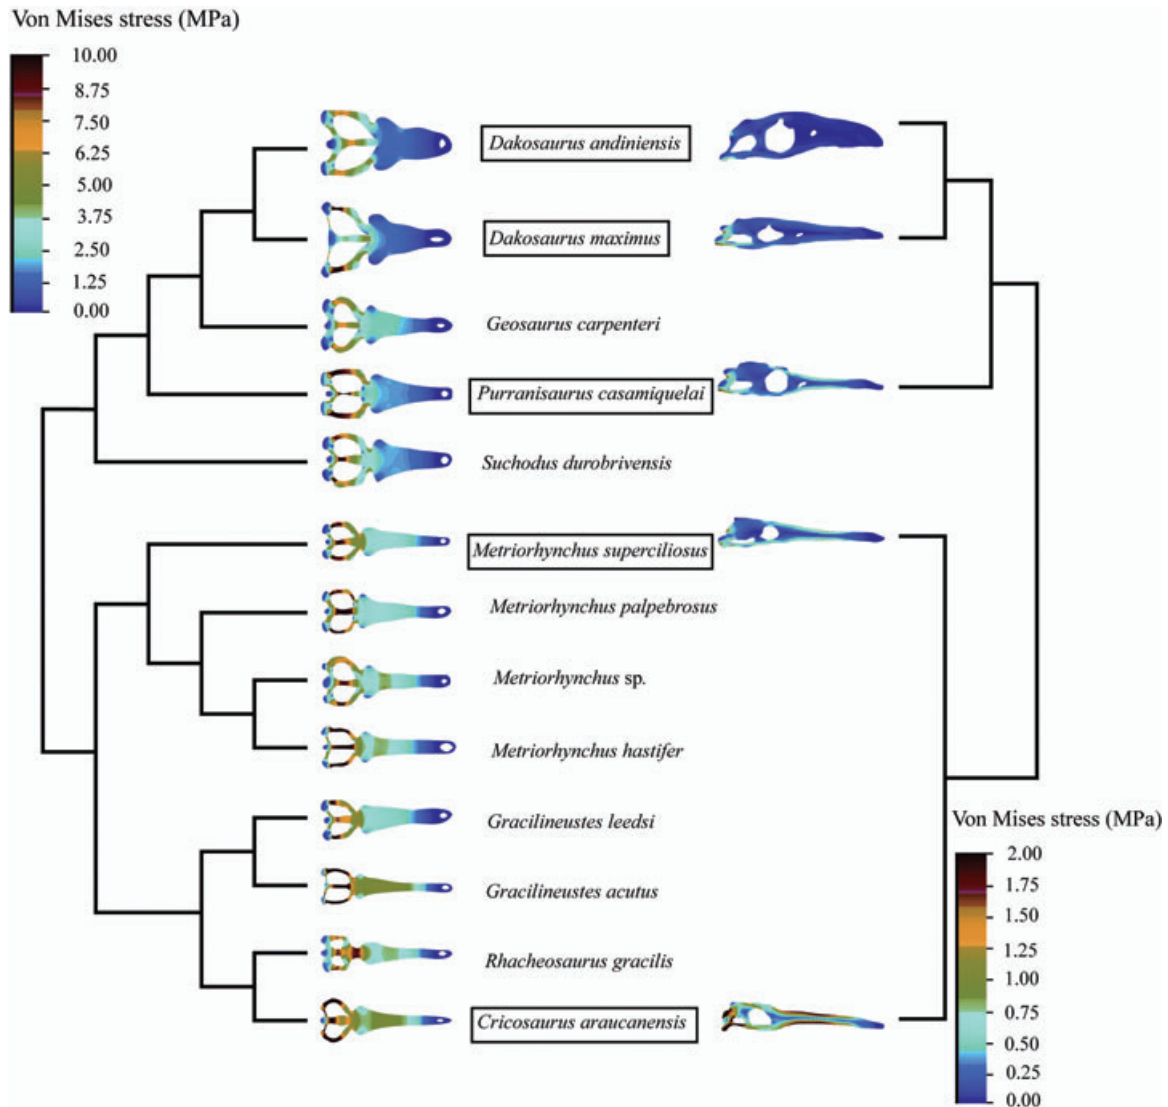 Von Mises stress (MPa)
10.00
8.75
7.50
6.25
5.00
3.75
2.50
1.25
0.00
Dakosaurus andiniensis
Dakosaurus maximus
Geosaurus carpenteri
Purranisaurus casamiquelai
Suchodus durobrivensis
Metriorhynchus superciliosus
Metriorhynchus palpebrosus
Metriorhynchus sp.
Metriorhynchus hastifer
Gracilineustes leedsi
Gracilineustes acutus
Rhacheosaurus gracilis
Cricosaurus araucanensis
Von Mises stress (MPa)
2.00
1.75
1.50
1.25
1.00
0.75
0.50
0.25
0.00